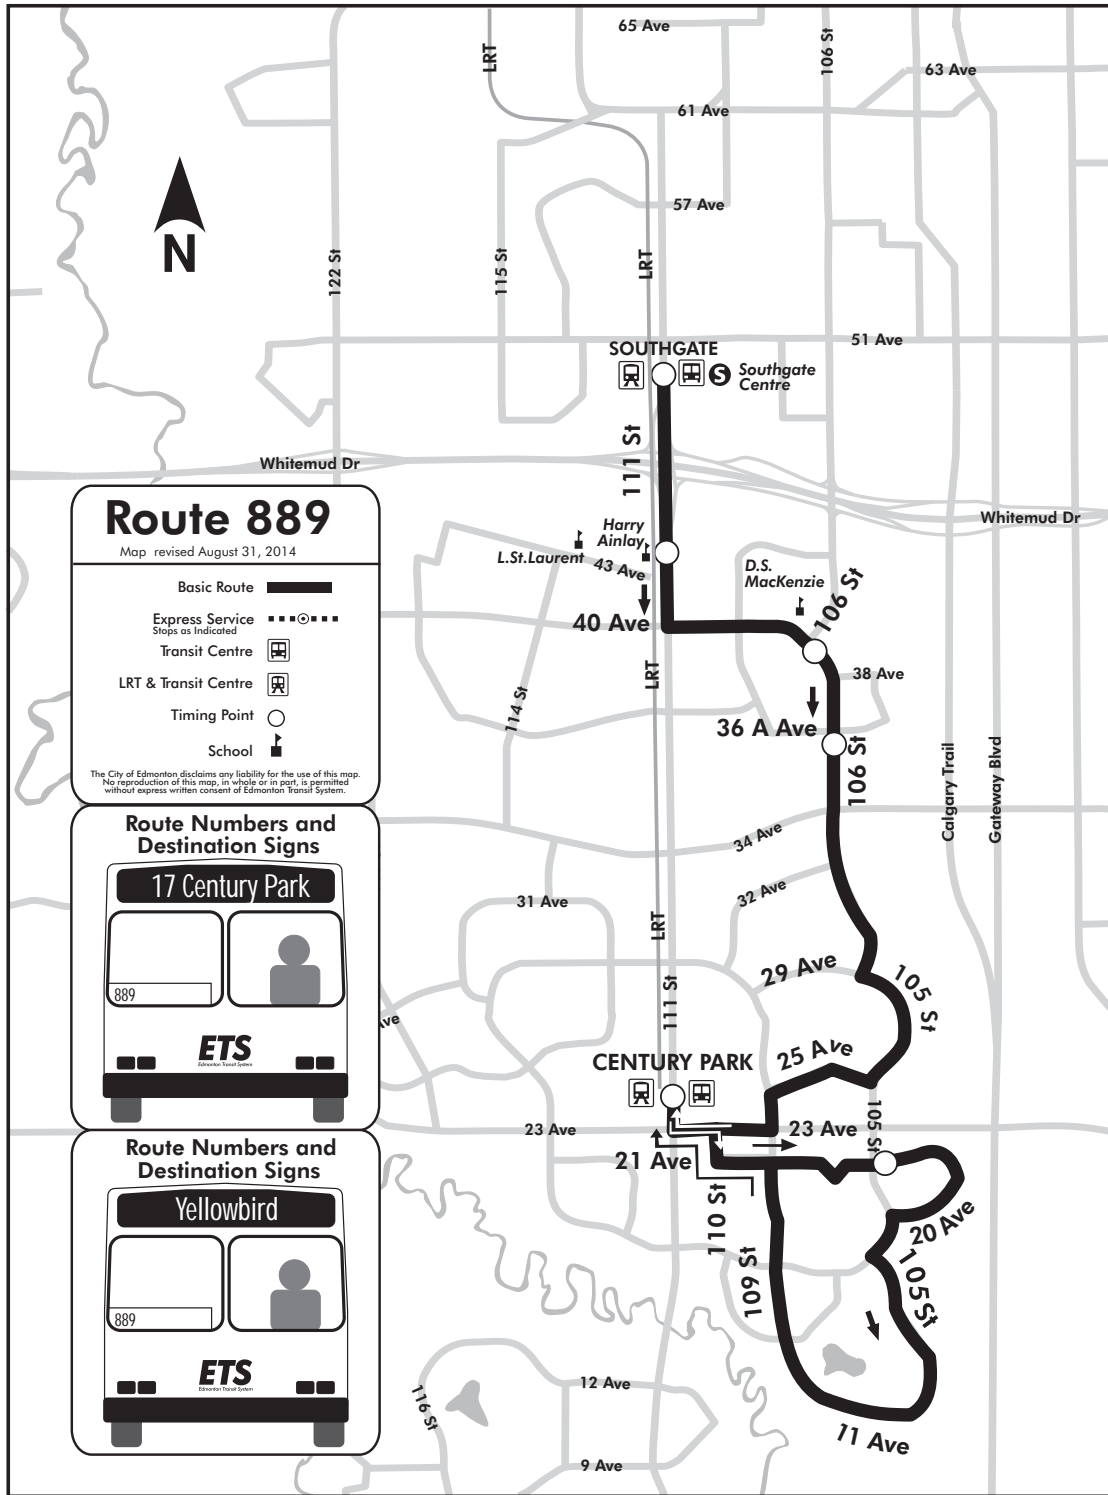 65 Ave
LRT
106 St
63 Ave
61 Ave
57 Ave
N
122 St
115 St
LRT
51 Ave
SOUTHGATE
S
Southgate
Centre
111 St
Whitemud Dr
Whitemud Dr
Harry
Ainlay
L.St.Laurent
43 Ave
D.S.
MacKenzie
106 St
40 Ave
LRT
38 Ave
114 St
36 A Ave
106 St
Calgary Trail
Gateway Blvd
34 Ave
32 Ave
31 Ave
LRT
29 Ave
105 St
111 St
25 Ave
CENTURY PARK
105 St
23 Ave
23 Ave
21 Ave
110 St
20 Ave
109 St
105 St
12 Ave
116 St
11 Ave
9 Ave
Route 889
Map revised August 31, 2014
Basic Route
Express Service
Stops as Indicated
Transit Centre
LRT & Transit Centre
Timing Point
School
The City of Edmonton disclaims any liability for the use of this map.
No reproduction of this map, in whole or in part, is permitted
without express written consent of Edmonton Transit System.
Route Numbers and
Destination Signs
17 Century Park
889
ETS
Edmonton Transit System
Route Numbers and
Destination Signs
Yellowbird
889
ETS
Edmonton Transit System